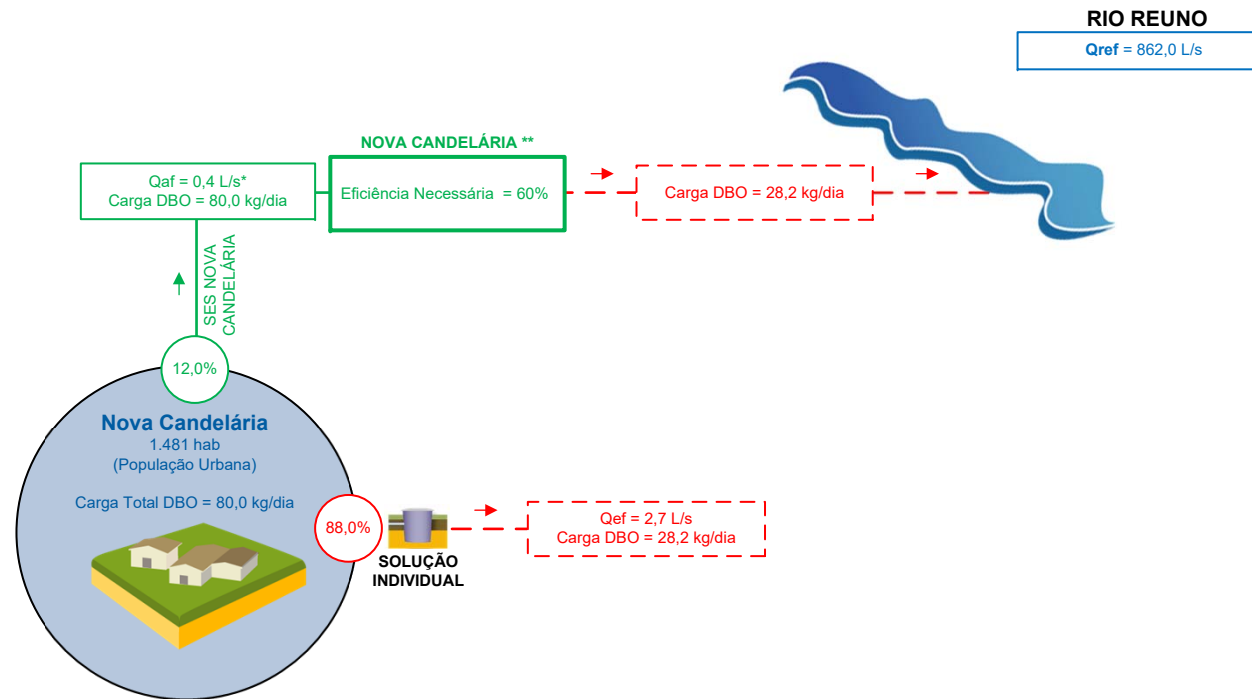 RIO REUNO
Qref = 862,0 L/s
NOVA CANDELÁRIA **
Qaf = 0,4 L/s*
Carga DBO = 80,0 kg/dia
Eficiência Necessária = 60%
Carga DBO = 28,2 kg/dia
SES NOVA
CANDELÁRIA
12,0%
Nova Candelária
1.481 hab
(População Urbana)
Carga Total DBO = 80,0 kg/dia
88,0%
SOLUÇÃO
INDIVIDUAL
Qef = 2,7 L/s
Carga DBO = 28,2 kg/dia